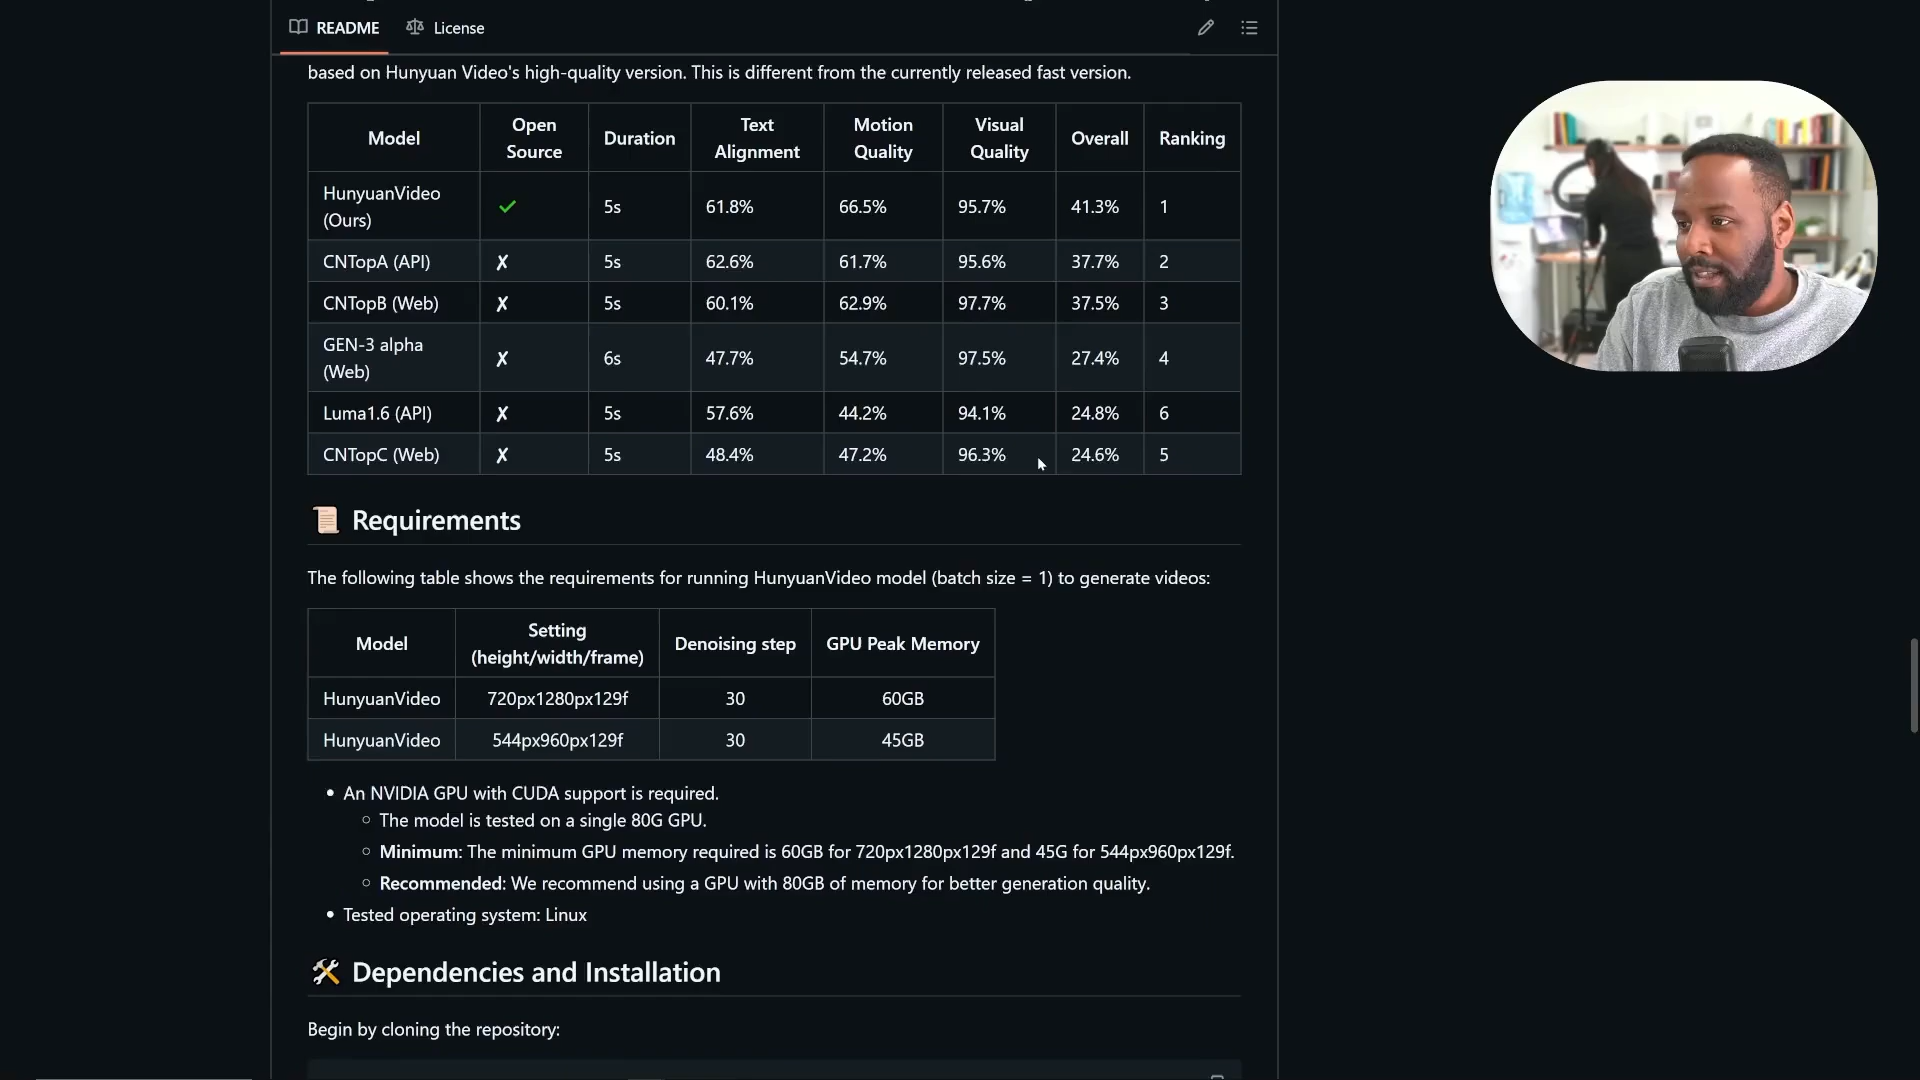 README
License
based on Hunyuan Video's high-quality version. This is different from the currently released fast version.
Model Open Source Duration Text Alignment Motion Quality Visual Quality Overall Ranking
HunyuanVideo (Ours) ✓ 5s 61.8% 66.5% 95.7% 41.3% 1
CNTopA (API) ✗ 5s 62.6% 61.7% 95.6% 37.7% 2
CNTopB (Web) ✗ 5s 60.1% 62.9% 97.7% 37.5% 3
GEN-3 alpha (Web) ✗ 6s 47.7% 54.7% 97.5% 27.4% 4
Luma1.6 (API) ✗ 5s 57.6% 44.2% 94.1% 24.8% 6
CNTopC (Web) ✗ 5s 48.4% 47.2% 96.3% 24.6% 5
📜 Requirements
The following table shows the requirements for running HunyuanVideo model (batch size = 1) to generate videos:
Model Setting (height/width/frame) Denoising step GPU Peak Memory
HunyuanVideo 720px1280px129f 30 60GB
HunyuanVideo 544px960px129f 30 45GB
• An NVIDIA GPU with CUDA support is required.
○ The model is tested on a single 80G GPU.
○ Minimum: The minimum GPU memory required is 60GB for 720px1280px129f and 45G for 544px960px129f.
○ Recommended: We recommend using a GPU with 80GB of memory for better generation quality.
• Tested operating system: Linux
🛠️ Dependencies and Installation
Begin by cloning the repository: